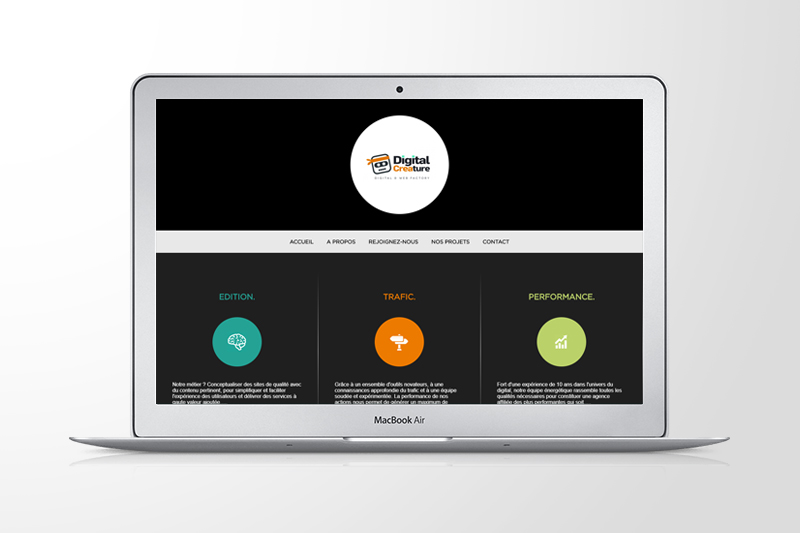 Digital
Creature
DIGITAL & WEB FACTORY
ACCUEIL A PROPOS REJOIGNEZ-NOUS NOS PROJETS CONTACT
EDITION.
Notre métier ? Conceptualiser des sites de qualité avec
du contenu pertinent, pour simplifier et faciliter
l'expérience des utilisateurs et délivrer des services à
haute valeur ajoutée
TRAFIC.
Grâce à un ensemble d'outils novateurs, à une
connaissances approfondie du trafic et à une équipe
soudée et expérimentée. La performance de nos
actions nous permet de générer un maximum de
PERFORMANCE.
Fort d'une expérience de 10 ans dans l'univers du
digital, notre équipe énergétique rassemble toutes les
qualités nécessaires pour constituer une agence
affiliée des plus performantes qui soit
MacBook Air